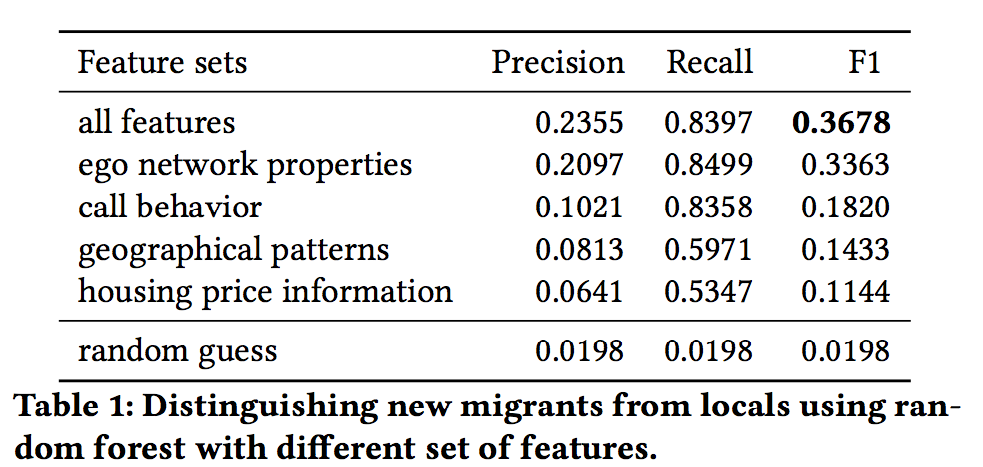 Feature sets Precision Recall F1
all features 0.2355 0.8397 0.3678
ego network properties 0.2097 0.8499 0.3363
call behavior 0.1021 0.8358 0.1820
geographical patterns 0.0813 0.5971 0.1433
housing price information 0.0641 0.5347 0.1144
random guess 0.0198 0.0198 0.0198
Table 1: Distinguishing new migrants from locals using ran-
dom forest with different set of features.